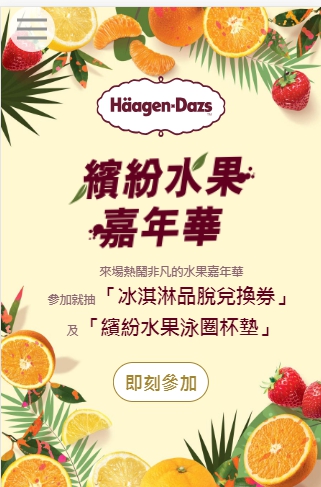 Häagen-Dazs
繽紛水果
嘉年華
來場熱鬧非凡的水果嘉年華
參加就抽「冰淇淋品脫兌換券」
及「繽紛水果泳圈杯墊」
即刻參加